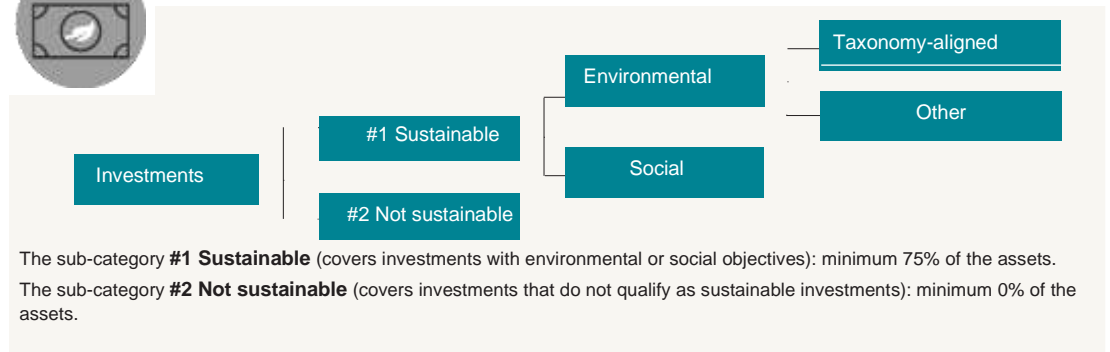 Taxonomy-aligned
Environmental
Other
#1 Sustainable
Investments
Social
#2 Not sustainable
The sub-category #1 Sustainable (covers investments with environmental or social objectives): minimum 75% of the assets.
The sub-category #2 Not sustainable (covers investments that do not qualify as sustainable investments): minimum 0% of the
assets.